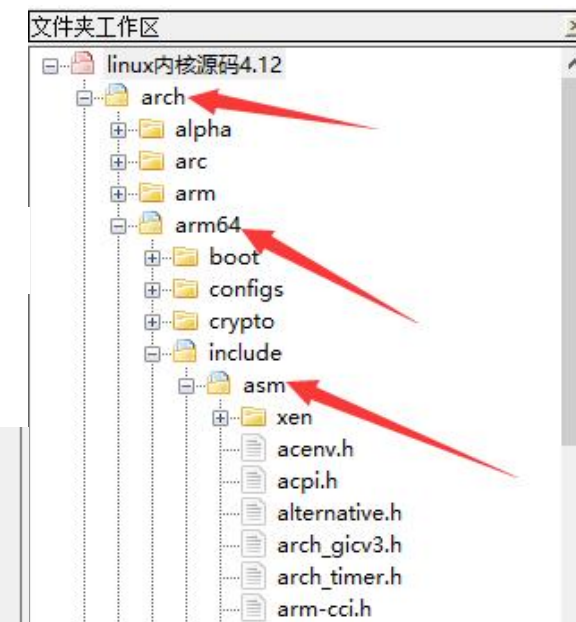 文件夹工作区
linux内核源码4.12
arch
alpha
arc
arm
arm64
boot
configs
crypto
include
asm
xen
acenv.h
acpi.h
alternative.h
arch_gicv3.h
arch_timer.h
arm-cci.h